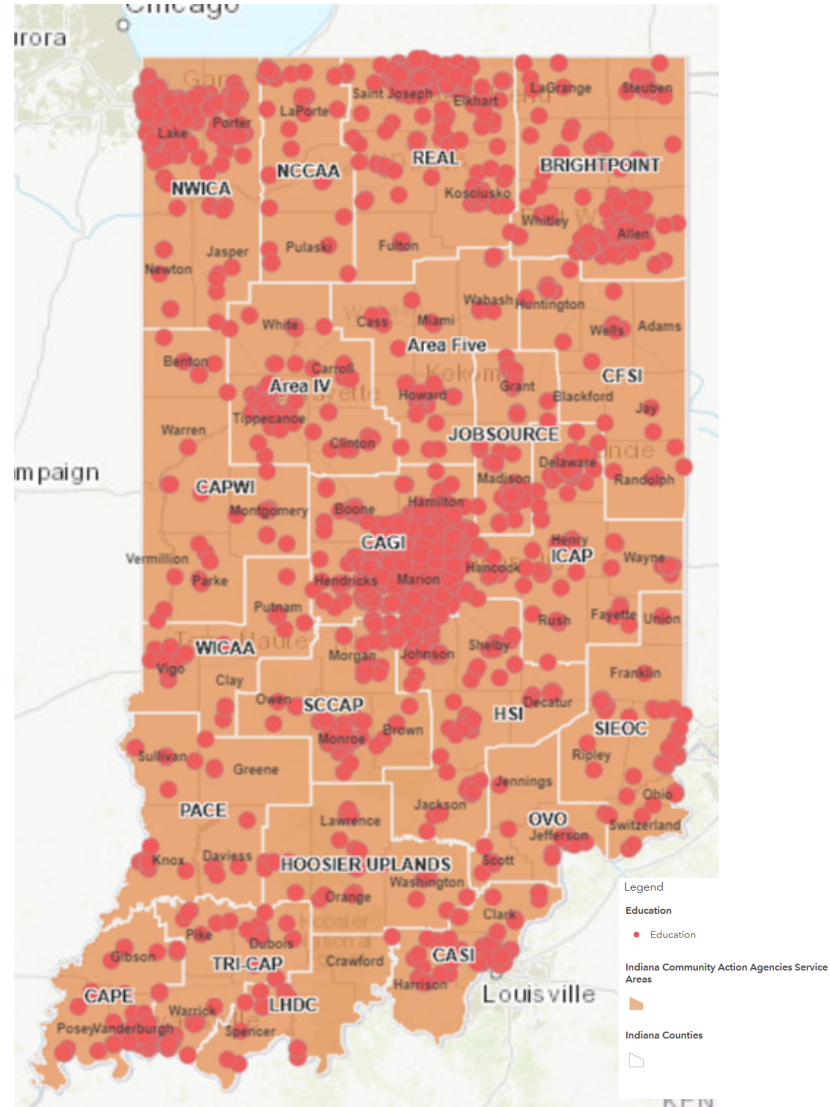 Chicago
Gary
Saint Joseph
LaGrange
Steuben
Elkhart
LaPorte
Porter
Lake
NCCAA
REAL
BRIGHTPOINT
NWICA
Kosciusko
Whitley
Allen
Jasper
Pulaski
Fulton
Newton
Wabash
Huntington
White
Cass
Miami
Wells
Adams
Area Five
Benton
Carroll
Kokomo
CFSI
Area IV
Grant
Howard
Blackford
Jay
Tippecanoe
Warren
Clinton
JOBSOURCE
Delaware
mpaign
Madison
Randolph
CAPWI
Hamilton
Montgomery
Boone
CAGI
Henry
ICAP
Wayne
Vermillion
Hancock
Parke
Hendricks
Marion
Putnam
Rush
Fayette
Union
Terre Haute
WICAA
Shelby
Morgan
Johnson
Vigo
Franklin
Clay
Owen
SCCAP
Decatur
HSI
SIEOC
Brown
Monroe
Sullivan
Ripley
Greene
Jennings
Ohio
PACE
Jackson
Lawrence
OVO
Switzerland
Jefferson
Knox
Daviess
HOOSIER UPLANDS
Scott
Washington
Orange
Clark
Hoosier
National
Pike
Dubois
Gibson
TRI-CAP
Crawford
CASI
Harrison
CAPE
LHDC
Louisville
Warrick
Posey
Vanderburgh
Spencer
Legend
Education
Education
Indiana Community Action Agencies Service
Areas
Indiana Counties